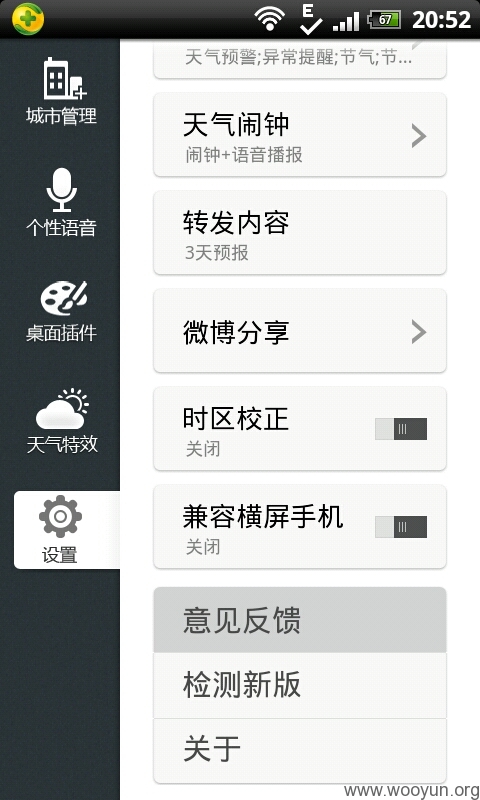 E
67
20:52
城市管理
个性语音
桌面插件
天气特效
设置
天气预警;异常提醒;节气;节...
天气闹钟
闹钟+语音播报
转发内容
3天预报
微博分享
时区校正
关闭
兼容横屏手机
关闭
意见反馈
检测新版
关于
www.wooyun.org